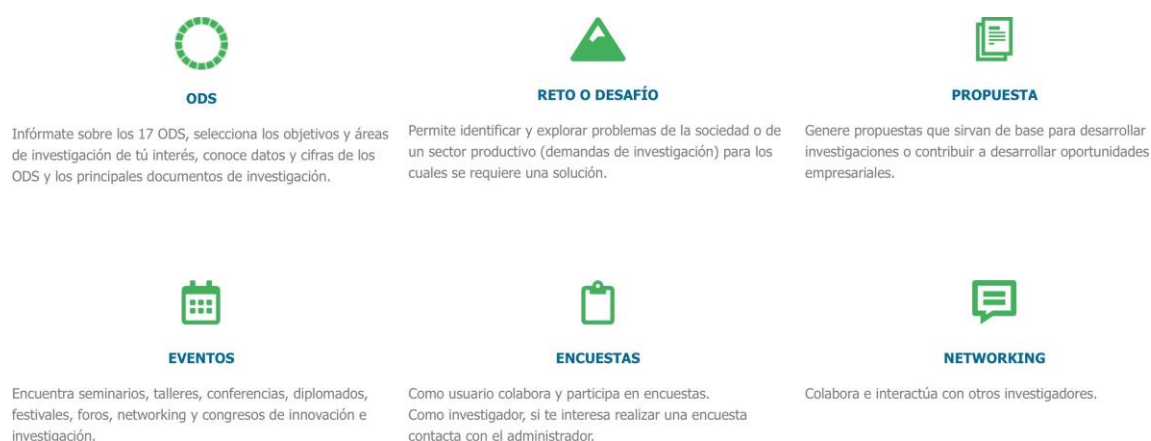 ODS
Infórmate sobre los 17 ODS, selecciona los objetivos y áreas
de investigación de tú interés, conoce datos y cifras de los
ODS y los principales documentos de investigación.
RETO O DESAFÍO
Permite identificar y explorar problemas de la sociedad o de
un sector productivo (demandas de investigación) para los
cuales se requiere una solución.
PROPUESTA
Genere propuestas que sirvan de base para desarrollar
investigaciones o contribuir a desarrollar oportunidades
empresariales.
EVENTOS
Encuentra seminarios, talleres, conferencias, diplomados,
festivales, foros, networking y congresos de innovación e
investigación.
ENCUESTAS
Como usuario colabora y participa en encuestas.
Como investigador, si te interesa realizar una encuesta
contacta con el administrador.
NETWORKING
Colabora e interactúa con otros investigadores.